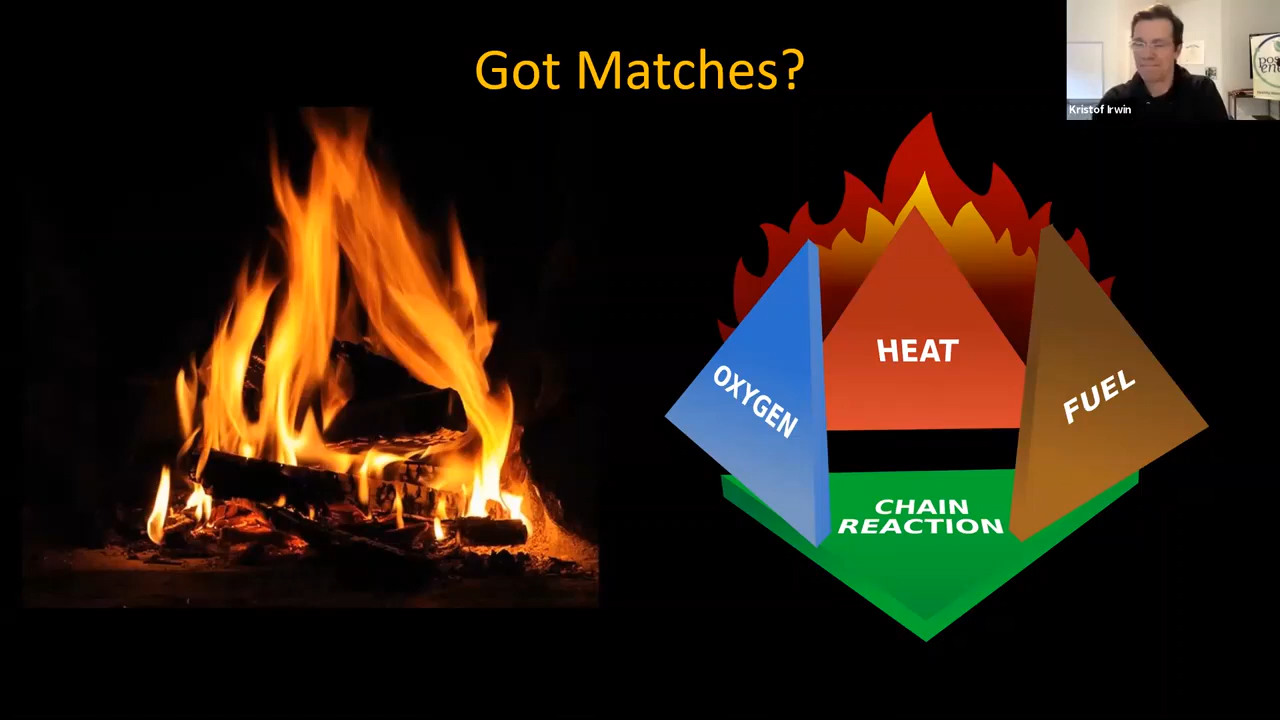 Got Matches?
Kristof Irwin
HEAT
OXYGEN
FUEL
CHAIN
REACTION